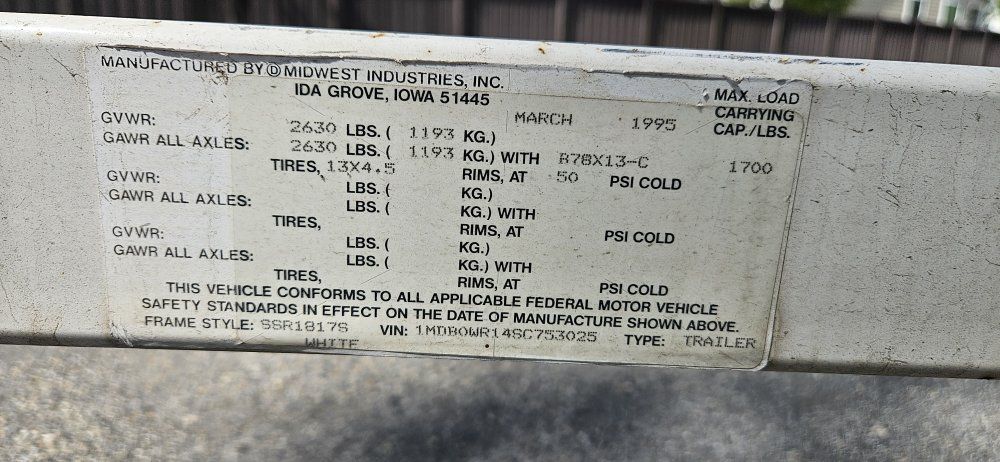 MANUFACTURED BY Ⓓ MIDWEST INDUSTRIES, INC.
IDA GROVE, IOWA 51445
MARCH 1995
MAX. LOAD
CARRYING
CAP./LBS.
GVWR: 2630 LBS. ( 1193 KG.)
GAWR ALL AXLES: 2630 LBS. ( 1193 KG.) WITH B78X13-C 1700
TIRES, 13X4.5 RIMS, AT 50 PSI COLD
GVWR: LBS. ( KG.)
GAWR ALL AXLES: LBS. ( KG.) WITH
TIRES, RIMS, AT PSI COLD
GVWR: LBS. ( KG.)
GAWR ALL AXLES: LBS. ( KG.) WITH
TIRES, RIMS, AT PSI COLD
THIS VEHICLE CONFORMS TO ALL APPLICABLE FEDERAL MOTOR VEHICLE
SAFETY STANDARDS IN EFFECT ON THE DATE OF MANUFACTURE SHOWN ABOVE.
FRAME STYLE: SSR1817S VIN: 1MDB0WR14SC753025 TYPE: TRAILER
WHITE